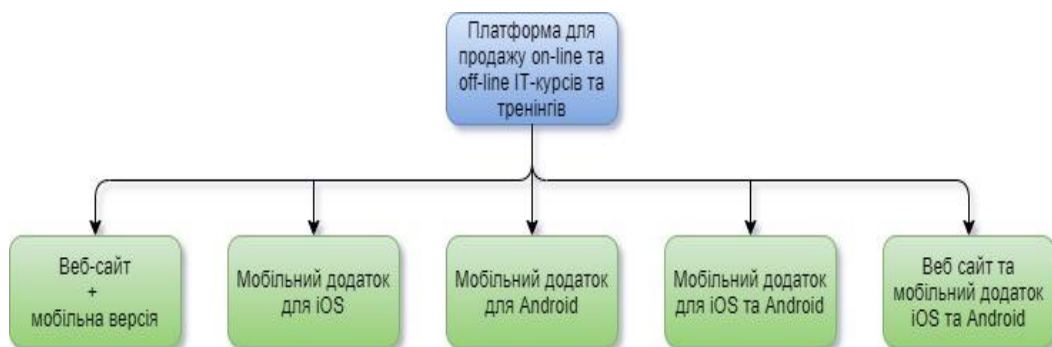 Платформа для
продажу on-line та
off-line IT-курсів та
тренінгів
Веб-сайт
+
мобільна версія
Мобільний додаток
для iOS
Мобільний додаток
для Android
Мобільний додаток
для iOS та Android
Веб сайт та
мобільний додаток
iOS та Android